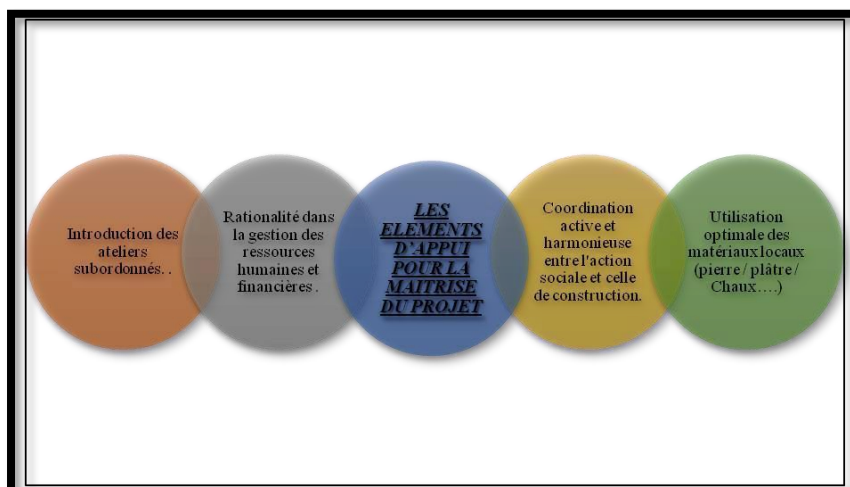 Introduction des
ateliers
subordonnés. .
Rationalité dans
la gestion des
ressources
humaines et
financières .
LES
ELEMENTS
D'APPUI
POUR LA
MAITRISE
DU PROJET
Coordination
active et
harmonieuse
entre l'action
sociale et celle
de construction.
Utilisation
optimale des
matériaux locaux
(pierre / plâtre /
Chaux….)